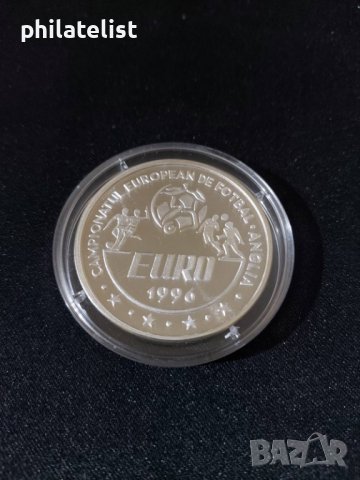 philatelist
CAMPIONATUL EUROPEAN DE FOTBAL • ANGLIA
EURO
1996
BAZAR